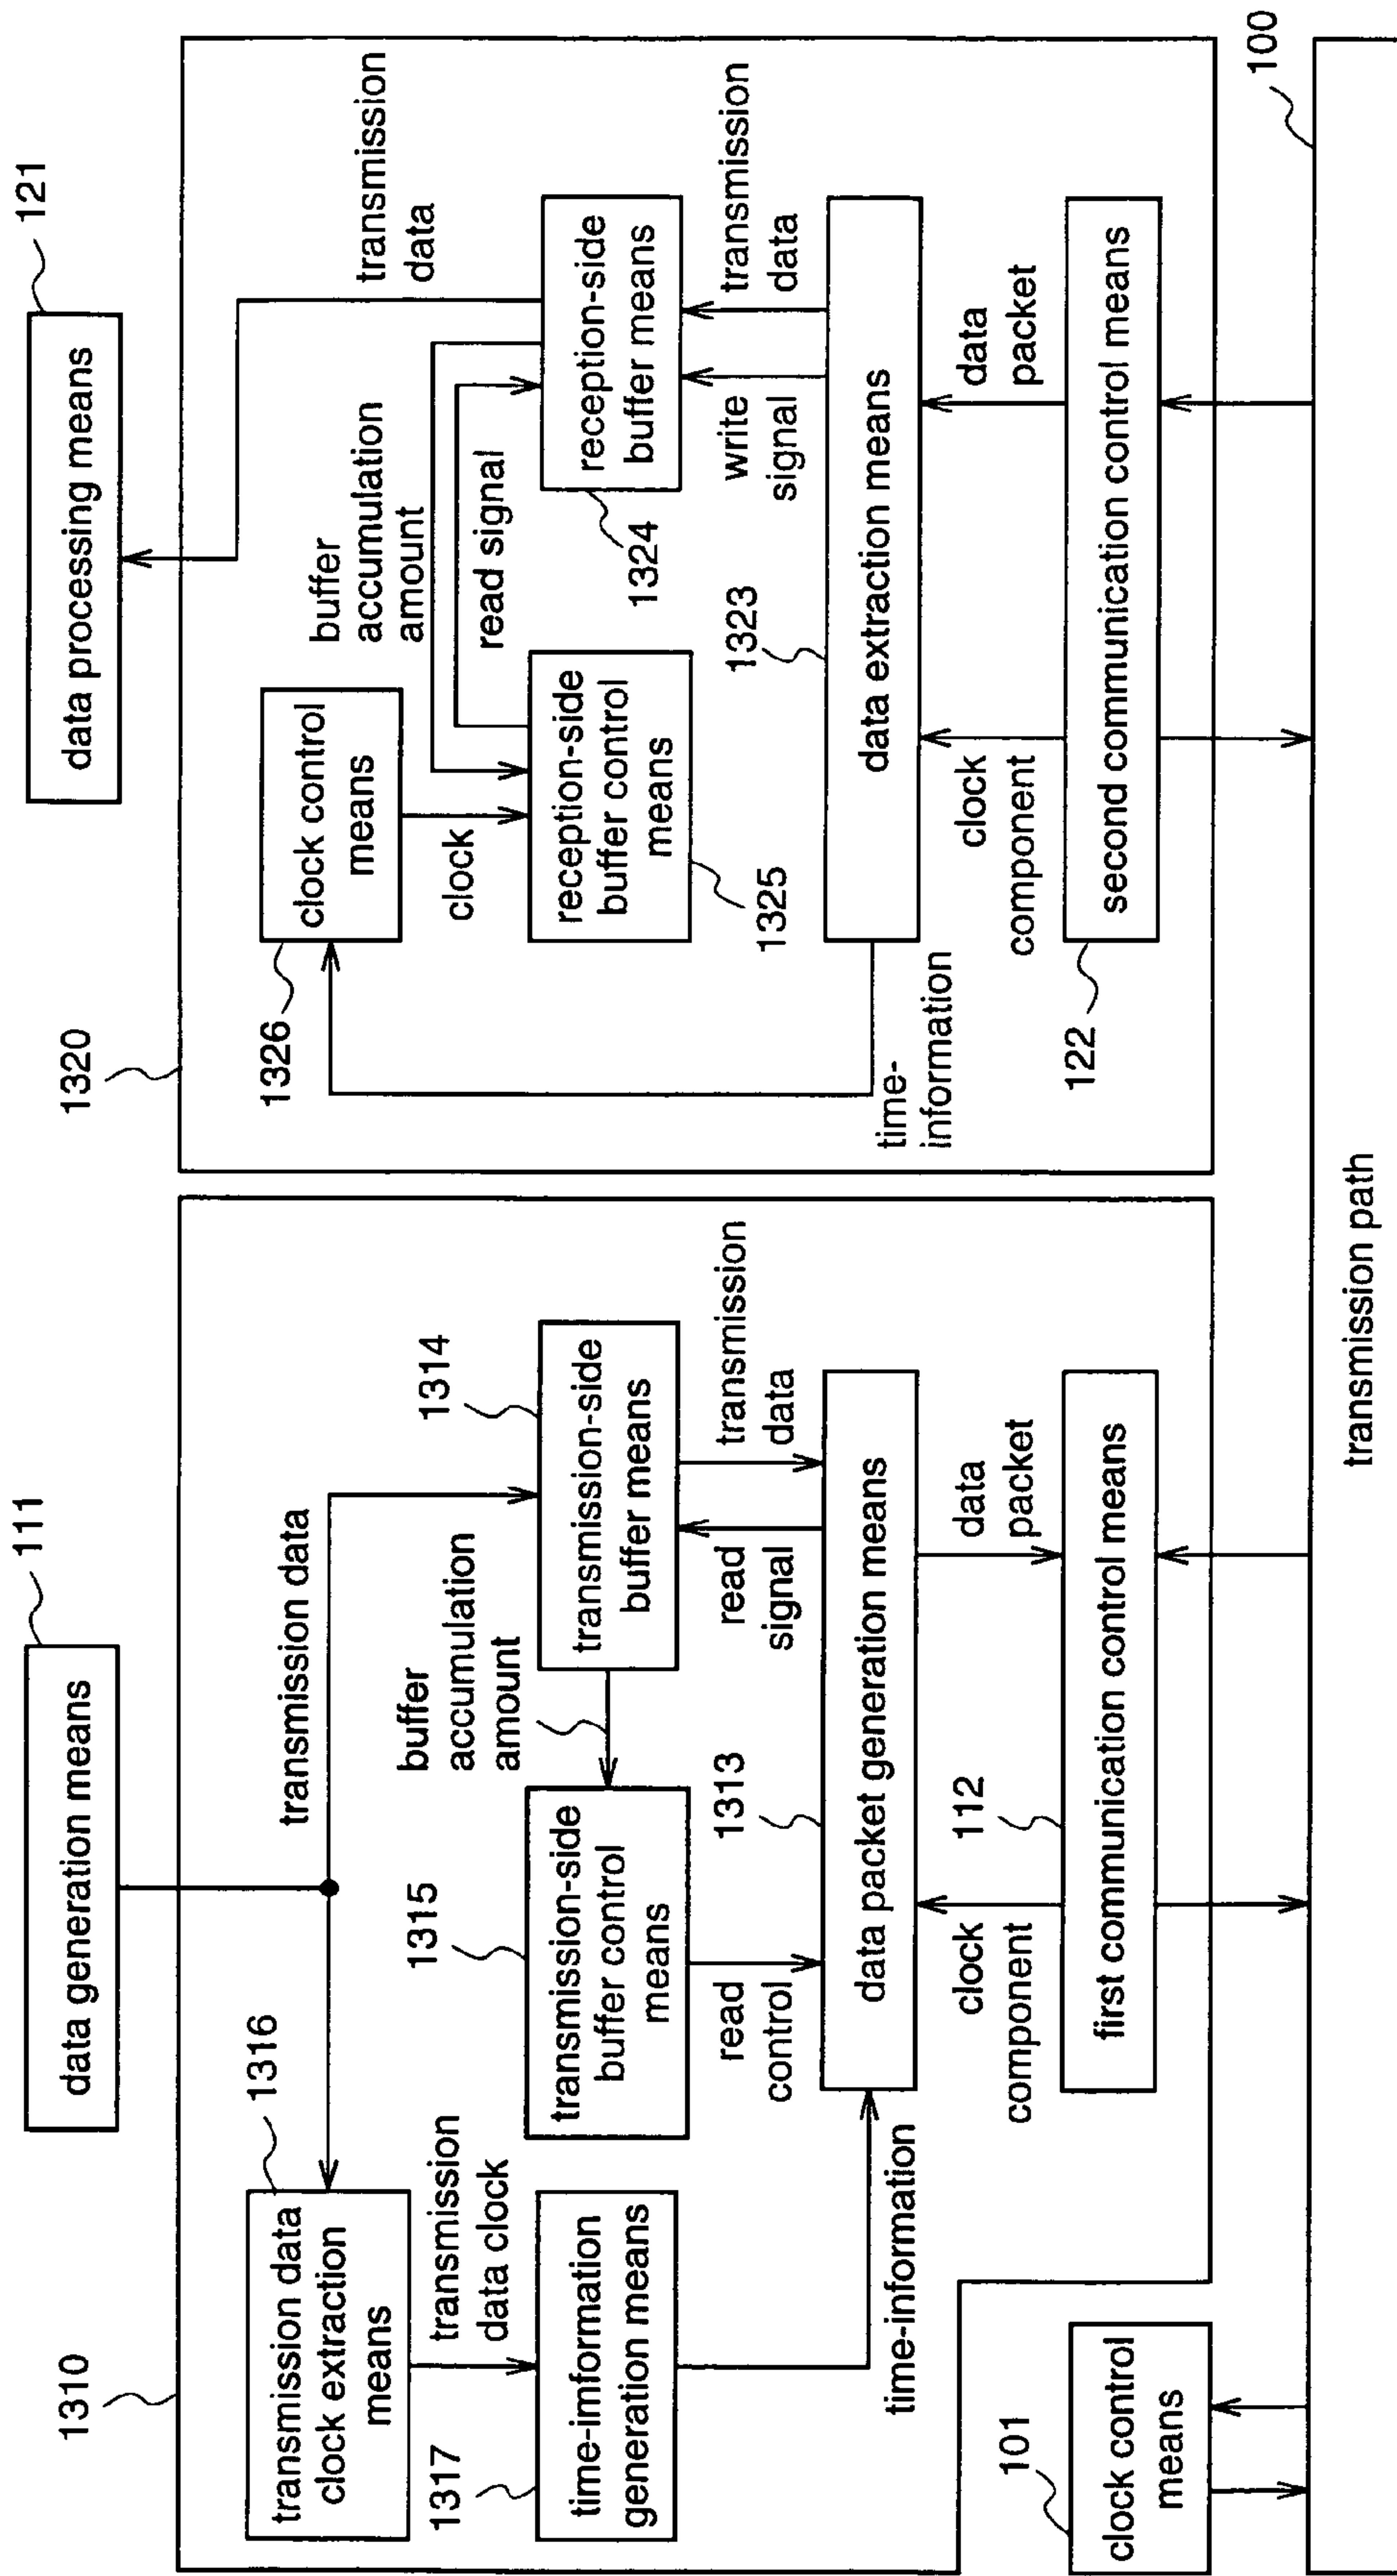 111
data generation means
121
data processing means
1310
1320
1316
transmission data
clock extraction
means
transmission data
transmission
data clock
1317
time-imformation
generation means
time-information
buffer
accumulation
amount
1314
transmission-side
buffer means
1315
transmission-side
buffer control
means
read
control
read
signal
transmission
data
1313
data packet generation means
clock
component
data
packet
112
first communication control means
101
clock control
means
1326
clock control
means
clock
buffer
accumulation
amount
read signal
transmission
data
1325
reception-side
buffer control
means
1324
reception-side
buffer means
write
signal
transmission
data
1323
data extraction means
time-
information
clock
component
data
packet
122
second communication control means
100
transmission path